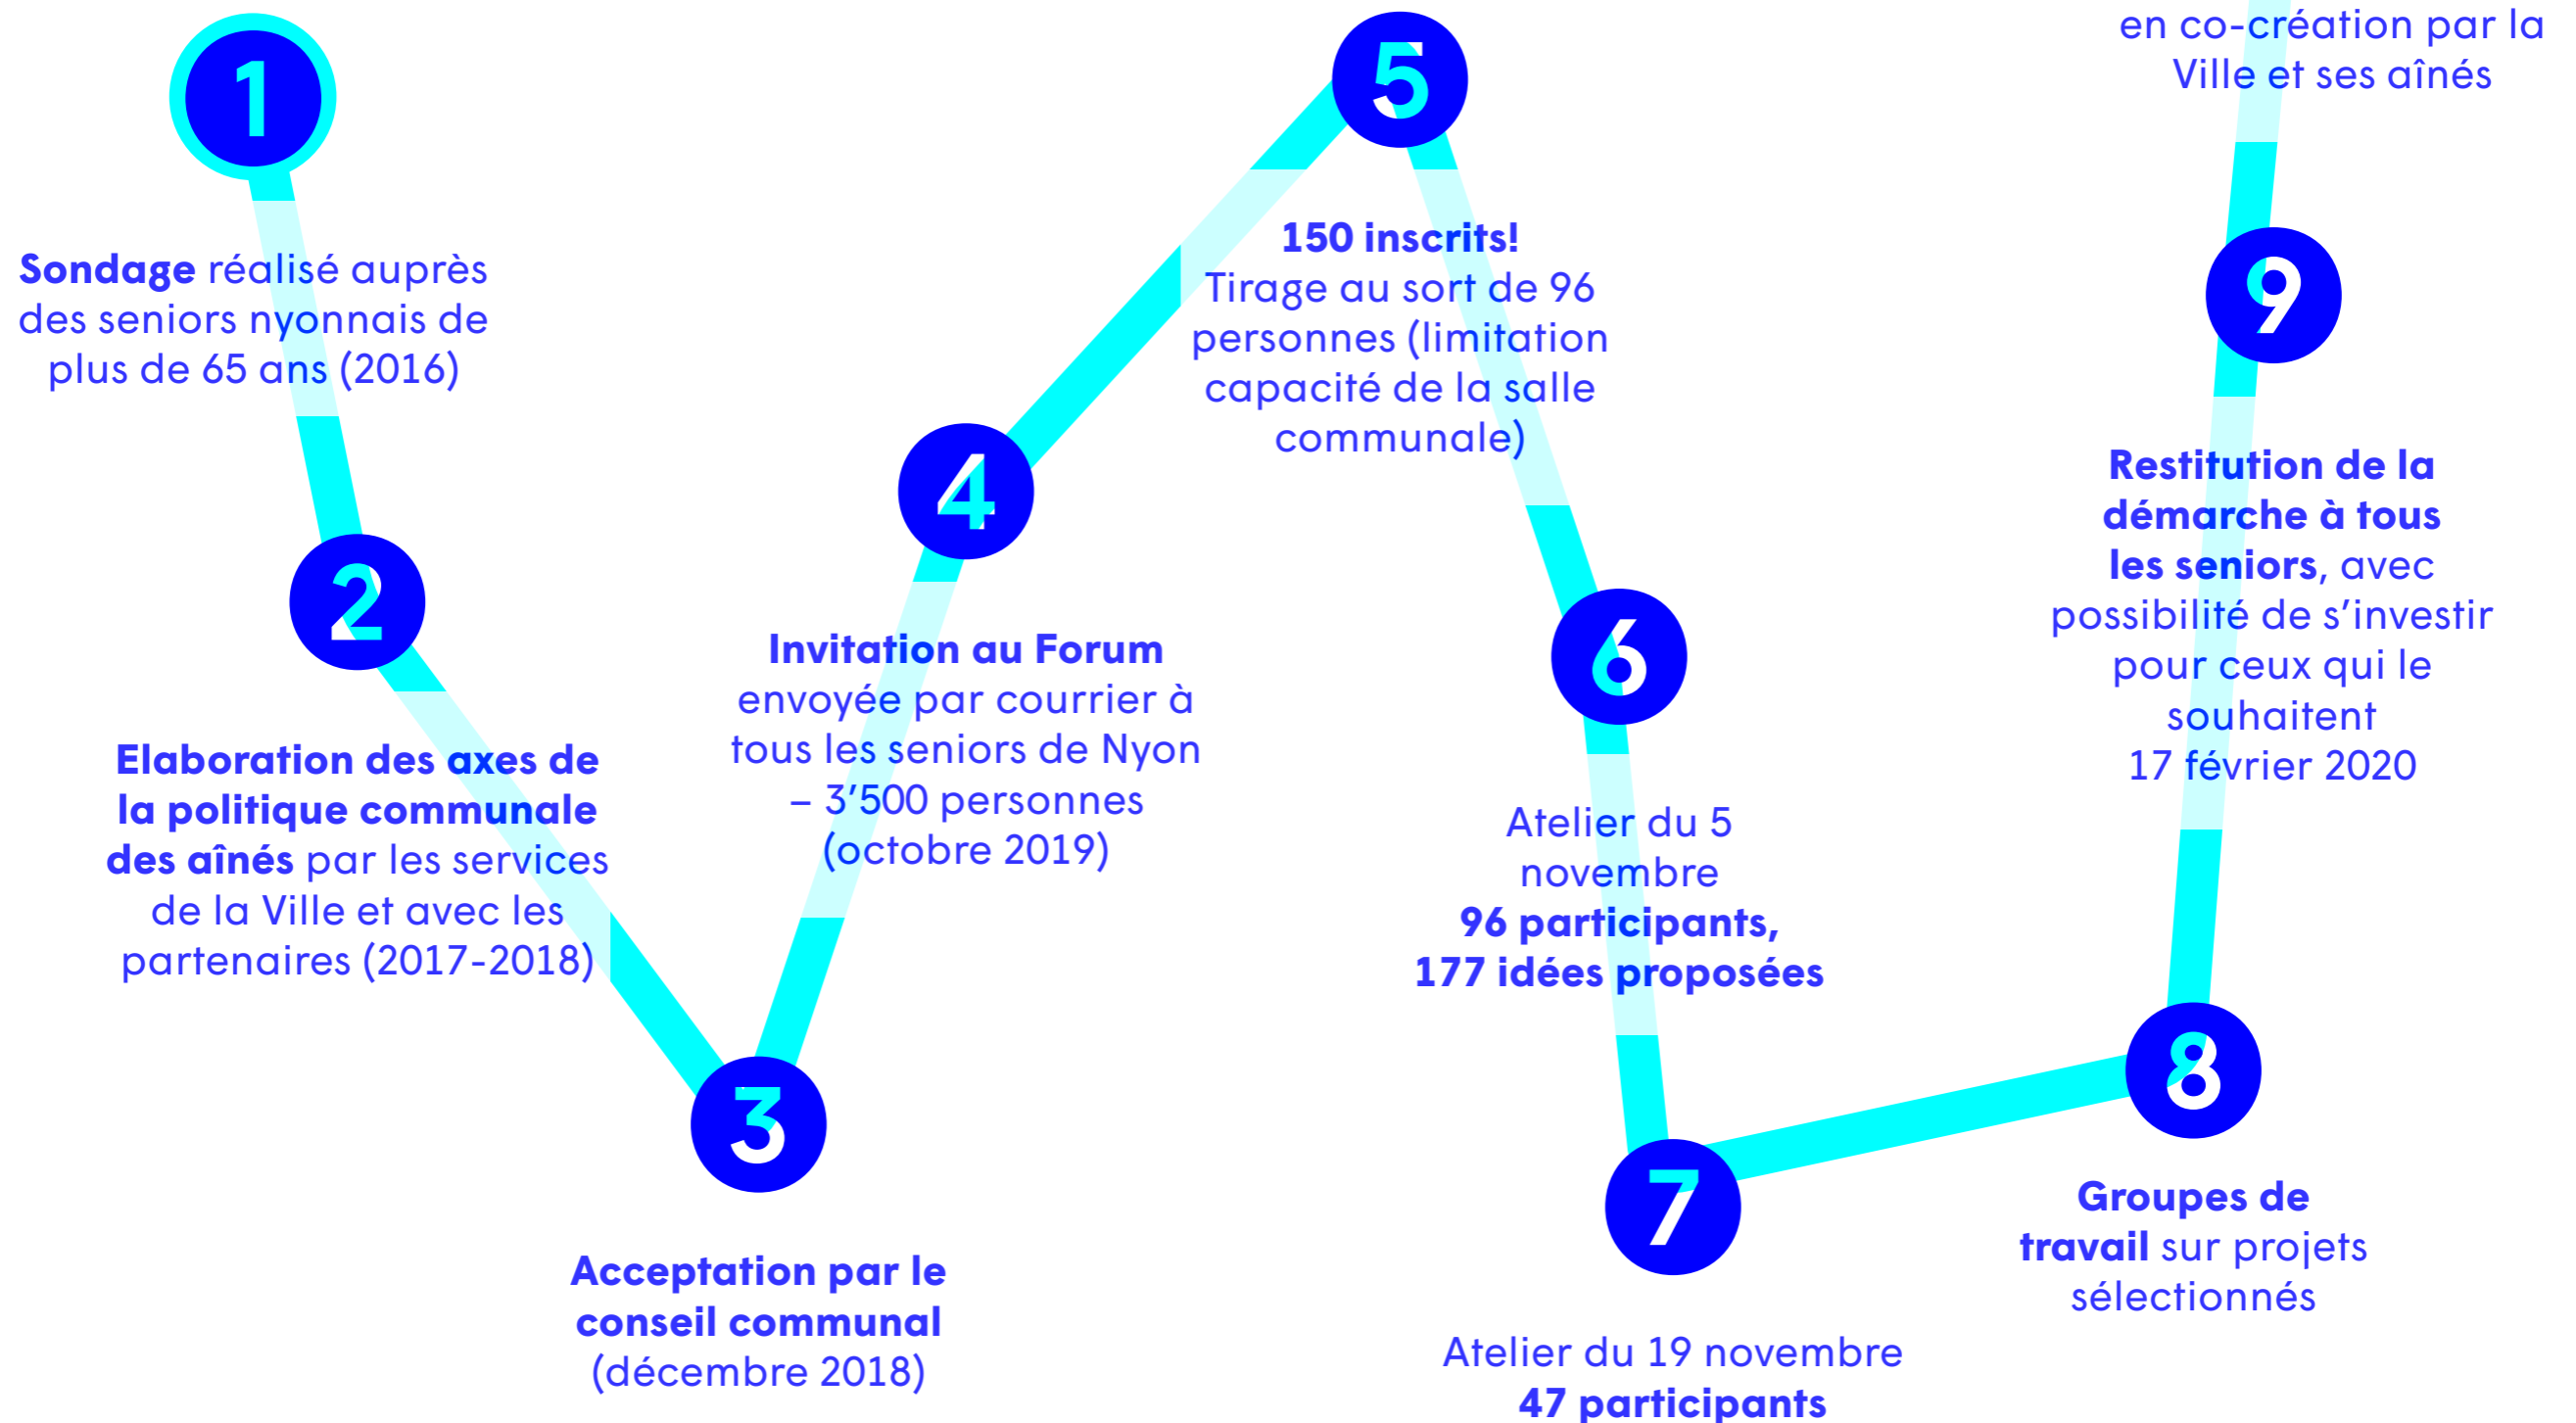 1
Sondage réalisé auprès
des seniors nyonnais de
plus de 65 ans (2016)
2
Elaboration des axes de
la politique communale
des aînés par les services
de la Ville et avec les
partenaires (2017-2018)
3
Acceptation par le
conseil communal
(décembre 2018)
4
Invitation au Forum
envoyée par courrier à
tous les seniors de Nyon
– 3’500 personnes
(octobre 2019)
5
150 inscrits!
Tirage au sort de 96
personnes (limitation
capacité de la salle
communale)
6
Atelier du 5
novembre
96 participants,
177 idées proposées
7
Atelier du 19 novembre
47 participants
8
Groupes de
travail sur projets
sélectionnés
9
Restitution de la
démarche à tous
les seniors, avec
possibilité de s’investir
pour ceux qui le
souhaitent
17 février 2020
en co-création par la
Ville et ses aînés